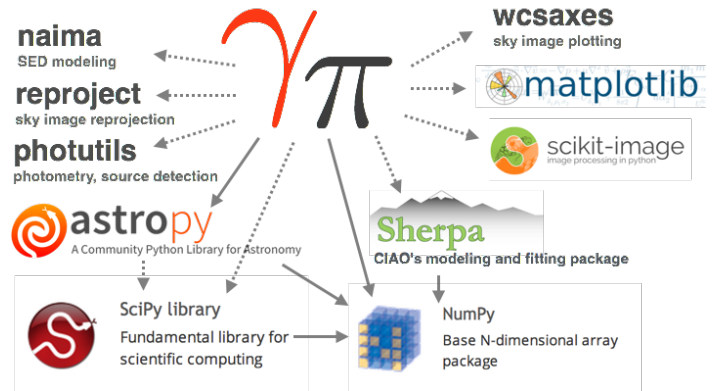 naima
SED modeling
reproject
sky image reprojection
photutils
photometry, source detection
γπ
wcsaxes
sky image plotting
matplotlib
scikit-image
image processing in python
astropy
A Community Python Library for Astronomy
Sherpa
CIAO's modeling and fitting package
SciPy library
Fundamental library for
scientific computing
NumPy
Base N-dimensional array
package